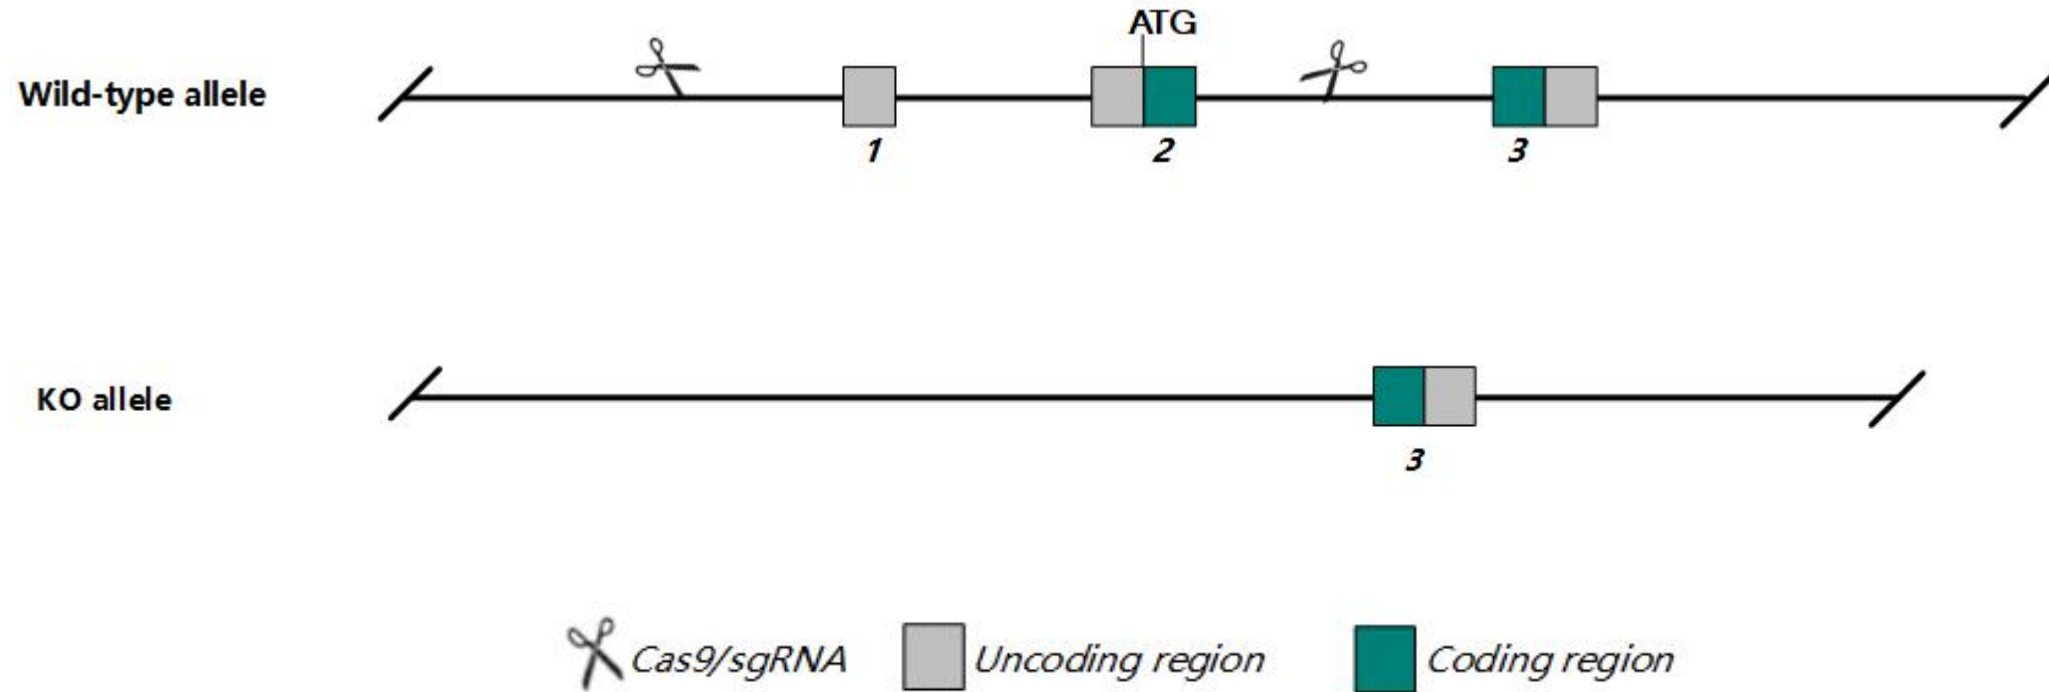 ATG
Wild-type allele
1 2 3
KO allele
3
Cas9/sgRNA Uncoding region Coding region